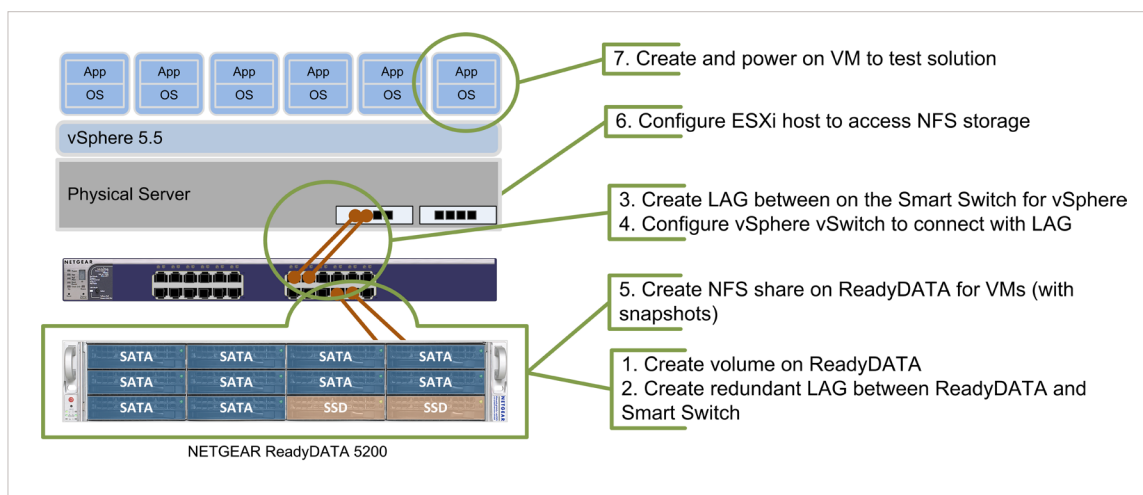 App
App
App
App
App
App
OS
OS
OS
OS
OS
OS
7. Create and power on VM to test solution
vSphere 5.5
6. Configure ESXi host to access NFS storage
Physical Server
3. Create LAG between on the Smart Switch for vSphere
4. Configure vSphere vSwitch to connect with LAG
NETGEAR
5. Create NFS share on ReadyDATA for VMs (with
snapshots)
SATA
SATA
SATA
SATA
SATA
SATA
SATA
SATA
SATA
SATA
SSD
SSD
NETGEAR
1. Create volume on ReadyDATA
2. Create redundant LAG between ReadyDATA and
Smart Switch
NETGEAR ReadyDATA 5200